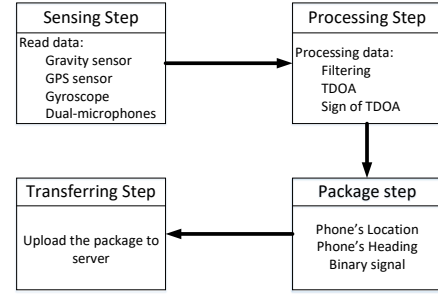 Sensing Step
Read data:
Gravity sensor
GPS sensor
Gyroscope
Dual-microphones
Processing Step
Processing data:
Filtering
TDOA
Sign of TDOA
Transferring Step
Upload the package to
server
Package step
Phone's Location
Phone's Heading
Binary signal